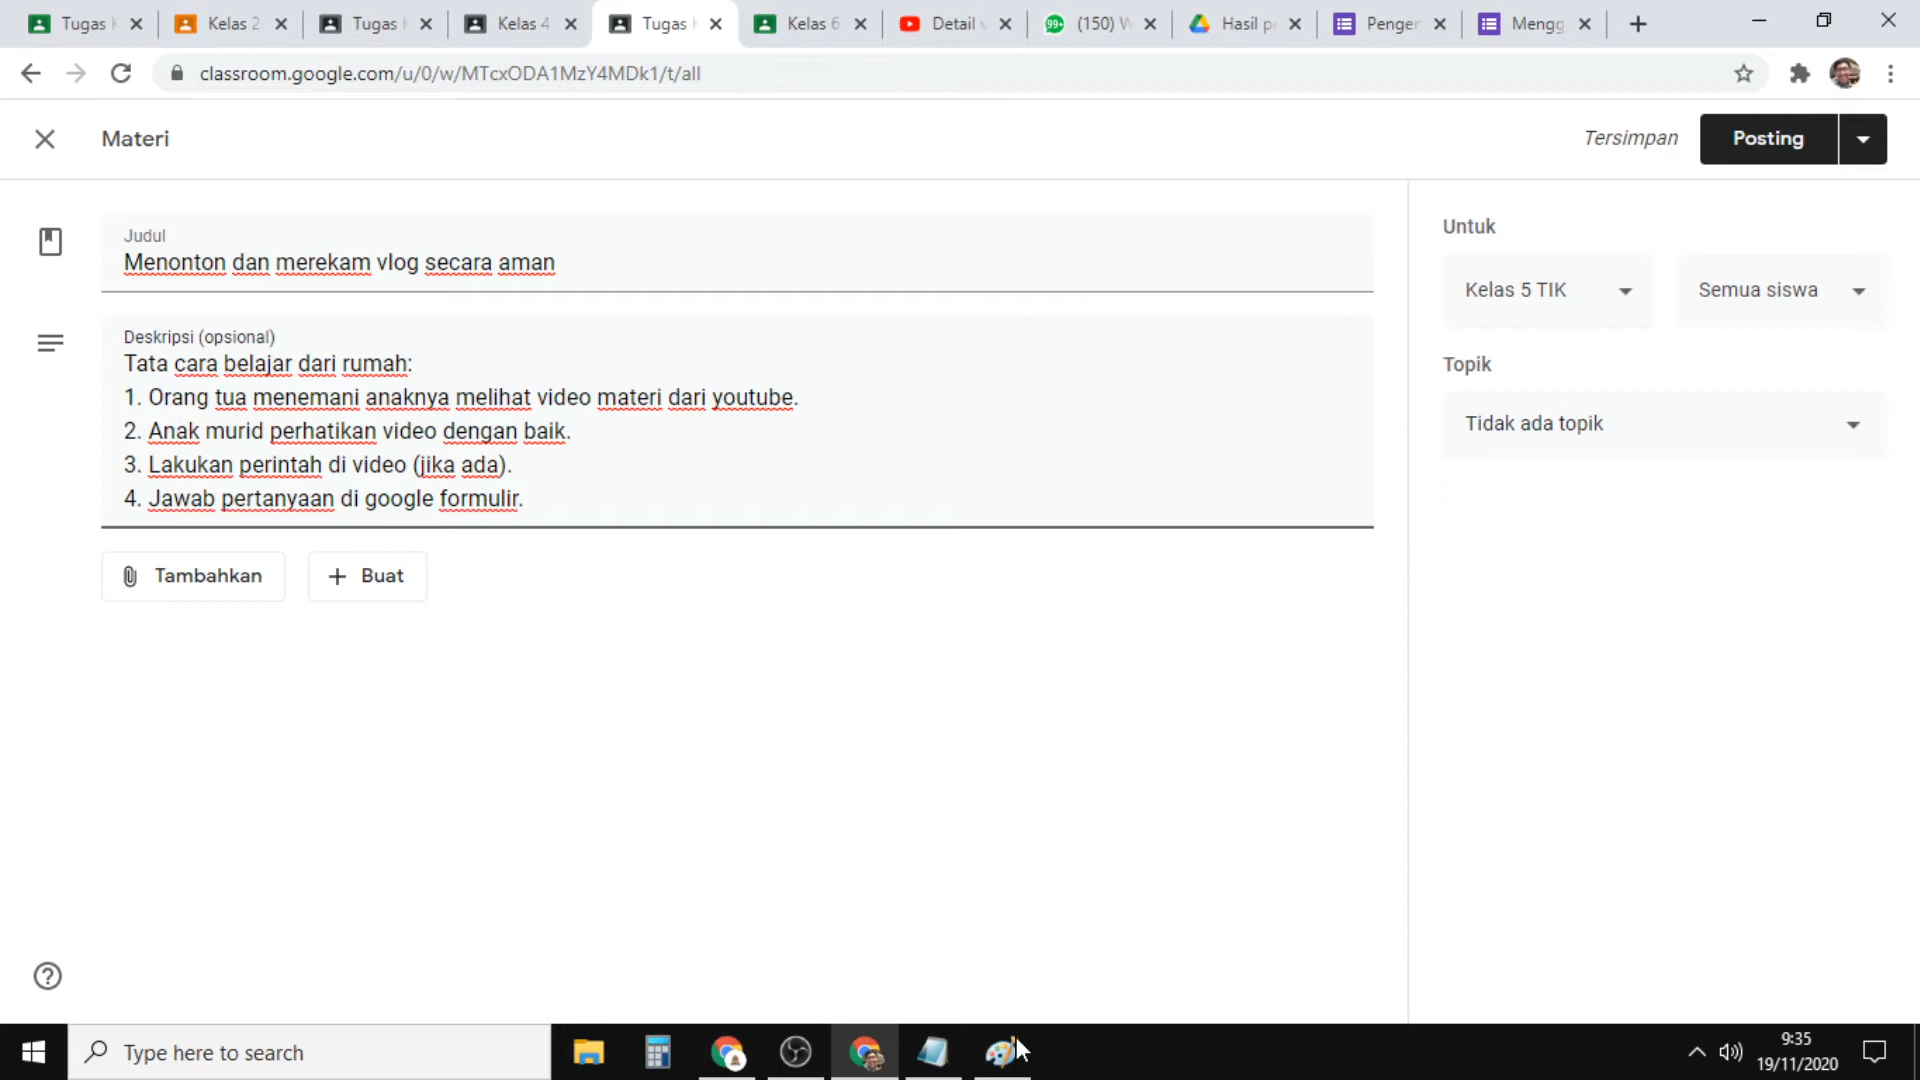 Tugas K
Kelas 2
Tugas K
Kelas 4
Tugas K
Kelas 6
Detail v
99+ (150) W
Hasil pe
Penger
Mengg
classroom.google.com/u/0/w/MTcxODA1MzY4MDk1/t/all
Materi
Tersimpan
Posting
Judul
Menonton dan merekam vlog secara aman
Deskripsi (opsional)
Tata cara belajar dari rumah:
1. Orang tua menemani anaknya melihat video materi dari youtube.
2. Anak murid perhatikan video dengan baik.
3. Lakukan perintah di video (jika ada).
4. Jawab pertanyaan di google formulir.
Tambahkan
Buat
Untuk
Kelas 5 TIK
Semua siswa
Topik
Tidak ada topik
Type here to search
9:35
19/11/2020